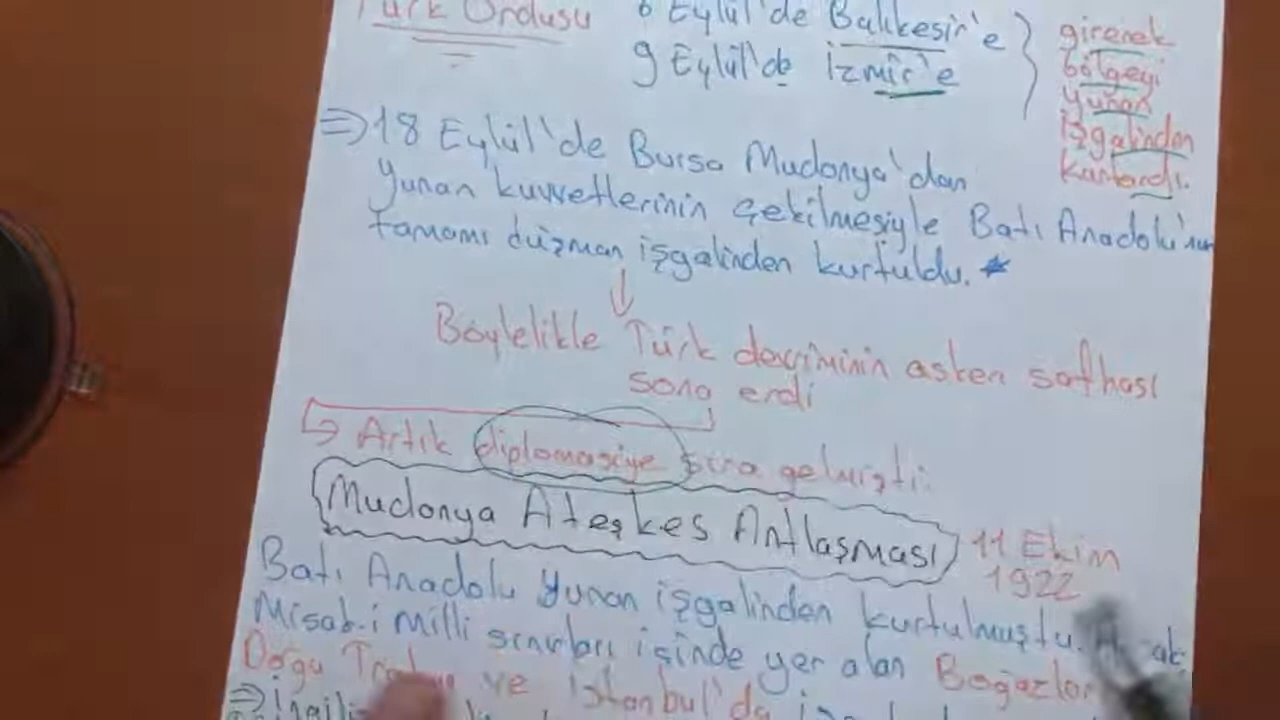 Türk Ordusu
6 Eylül'de Balıkesir'e
9 Eylül'de İzmir'e
girerek
bölgeyi
Yunan
işgalinden
kurtardı.
⇒ 18 Eylül'de Bursa Mudanya'dan
Yunan kuvvetlerinin çekilmesiyle Batı Anadolu'nun
tamamı düşman işgalinden kurtuldu.
Böylelikle Türk devriminin askeri safhası
sona erdi
Artık diplomasiye sıra gelmişti:
Mudanya Ateşkes Antlaşması
11 Ekim
1922
Batı Anadolu Yunan işgalinden kurtulmuştu.
Misak-i milli sınırları içinde yer alan Boğazlar
Doğu ve İstanbul'da